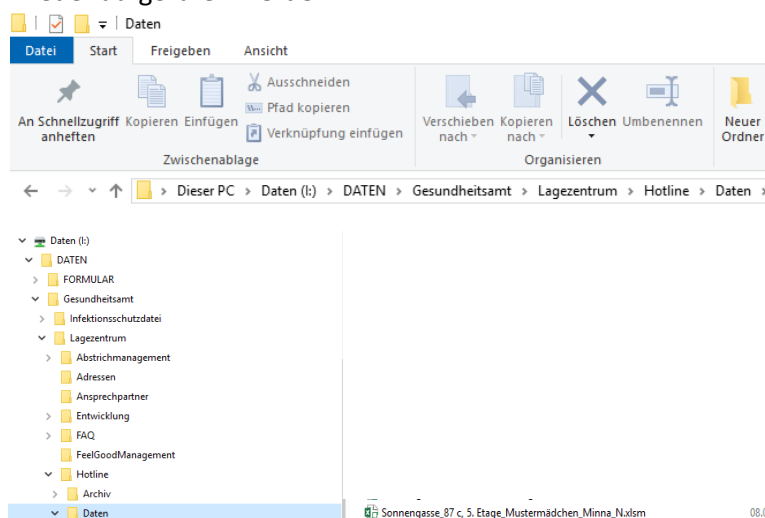 Daten
Datei Start Freigeben Ansicht
An Schnellzugriff anheften
Kopieren
Einfügen
Ausschneiden
Pfad kopieren
Verknüpfung einfügen
Zwischenablage
Verschieben nach
Kopieren nach
Löschen
Umbenennen
Organisieren
Neuer Ordner
> Dieser PC > Daten (I:) > DATEN > Gesundheitsamt > Lagezentrum > Hotline > Daten >
Daten (I:)
DATEN
FORMULAR
Gesundheitsamt
Infektionsschutzdatei
Lagezentrum
Abstrichmanagement
Adressen
Ansprechpartner
Entwicklung
FAQ
FeelGoodManagement
Hotline
Archiv
Daten
Sonnengasse_87 c, 5. Etage_Mustermädchen_Minna_N.xlsm 08.0